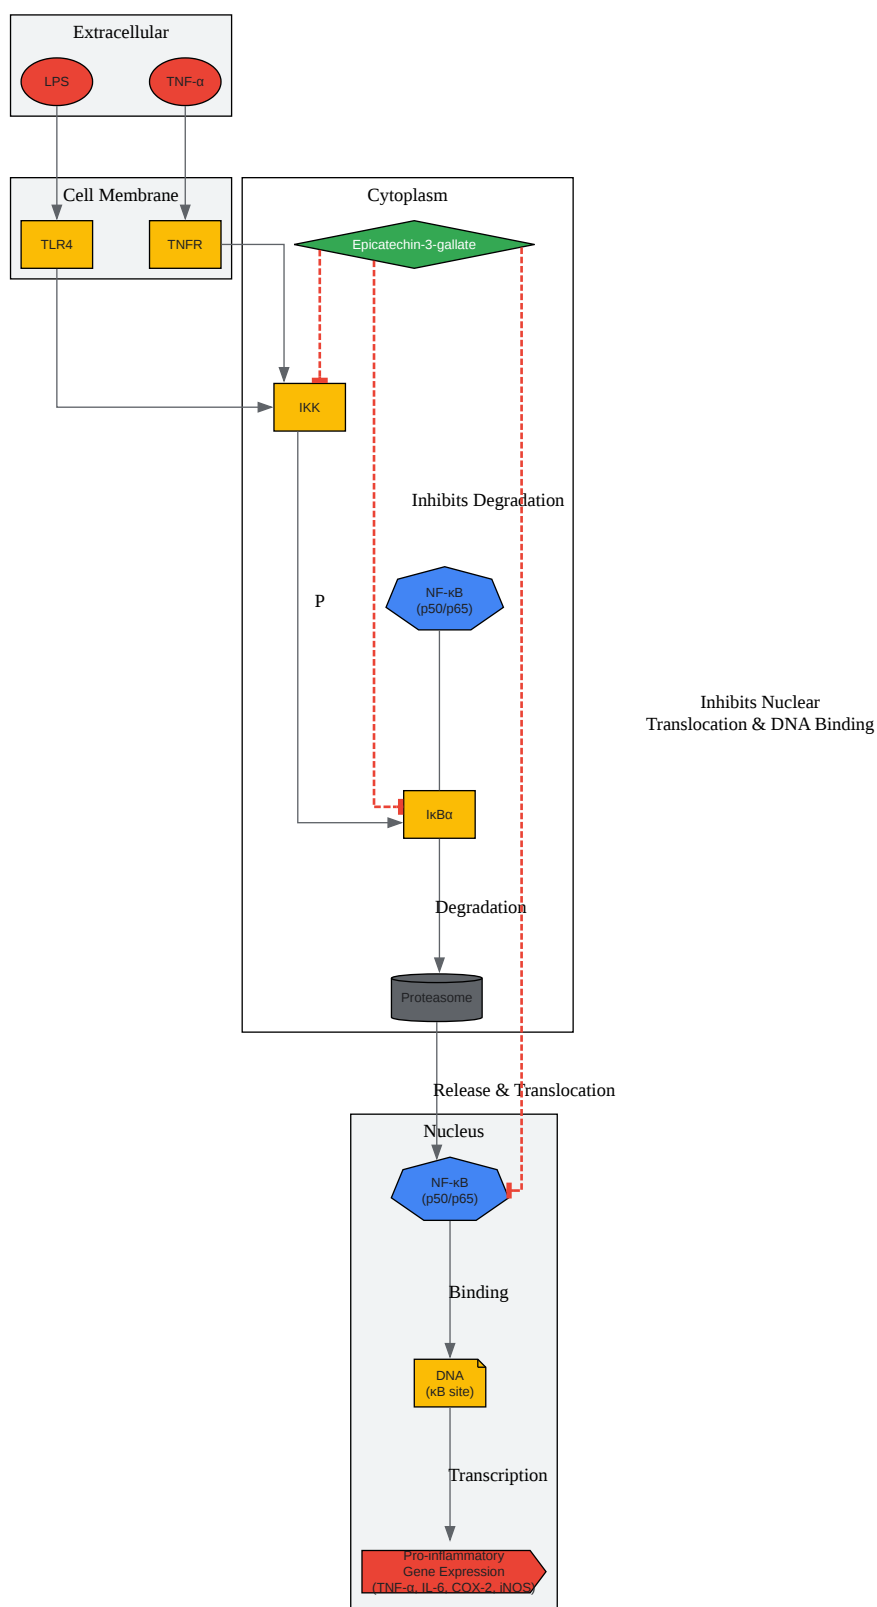 Extracellular
LPS
TNF-α
Cell Membrane
Cytoplasm
TLR4
TNFR
Epicatechin-3-gallate
IKK
Inhibits Degradation
NF-κB
(p50/p65)
P
Inhibits Nuclear
Translocation & DNA Binding
IκBα
Degradation
Proteasome
Release & Translocation
Nucleus
NF-κB
(p50/p65)
Binding
DNA
(κB site)
Transcription
Pro-inflammatory
Gene Expression
(TNF-α, IL-6, COX-2, iNOS)